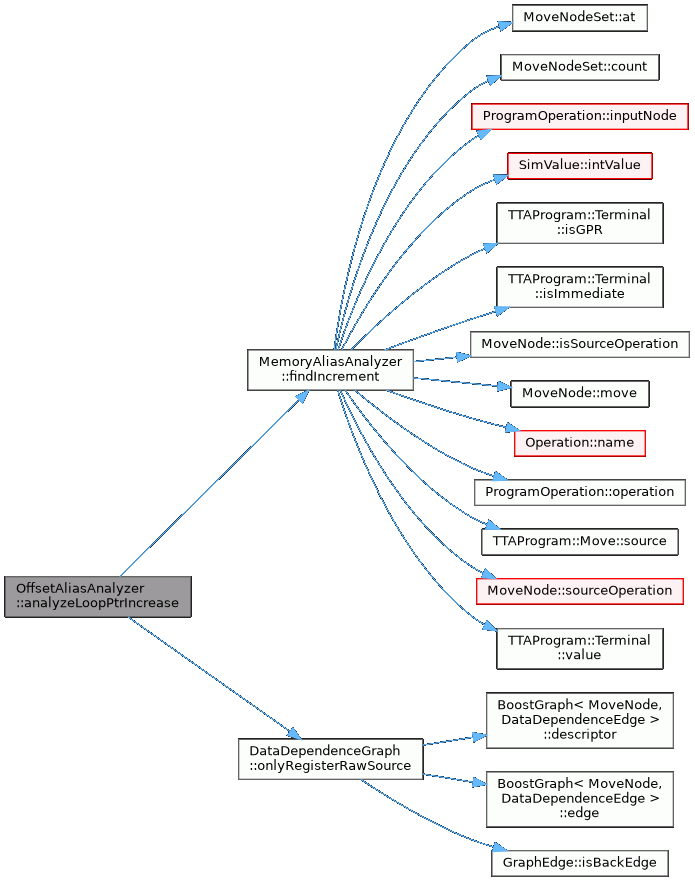 MoveNodeSet::at
MoveNodeSet::count
ProgramOperation::inputNode
SimValue::intValue
TTAProgram::Terminal
::isGPR
TTAProgram::Terminal
::isImmediate
MoveNode::isSourceOperation
MemoryAliasAnalyzer
::findIncrement
MoveNode::move
Operation::name
ProgramOperation::operation
TTAProgram::Move::source
OffsetAliasAnalyzer
::analyzeLoopPtrIncrease
MoveNode::sourceOperation
TTAProgram::Terminal
::value
BoostGraph< MoveNode,
DataDependenceEdge >
::descriptor
DataDependenceGraph
::onlyRegisterRawSource
BoostGraph< MoveNode,
DataDependenceEdge >
::edge
GraphEdge::isBackEdge